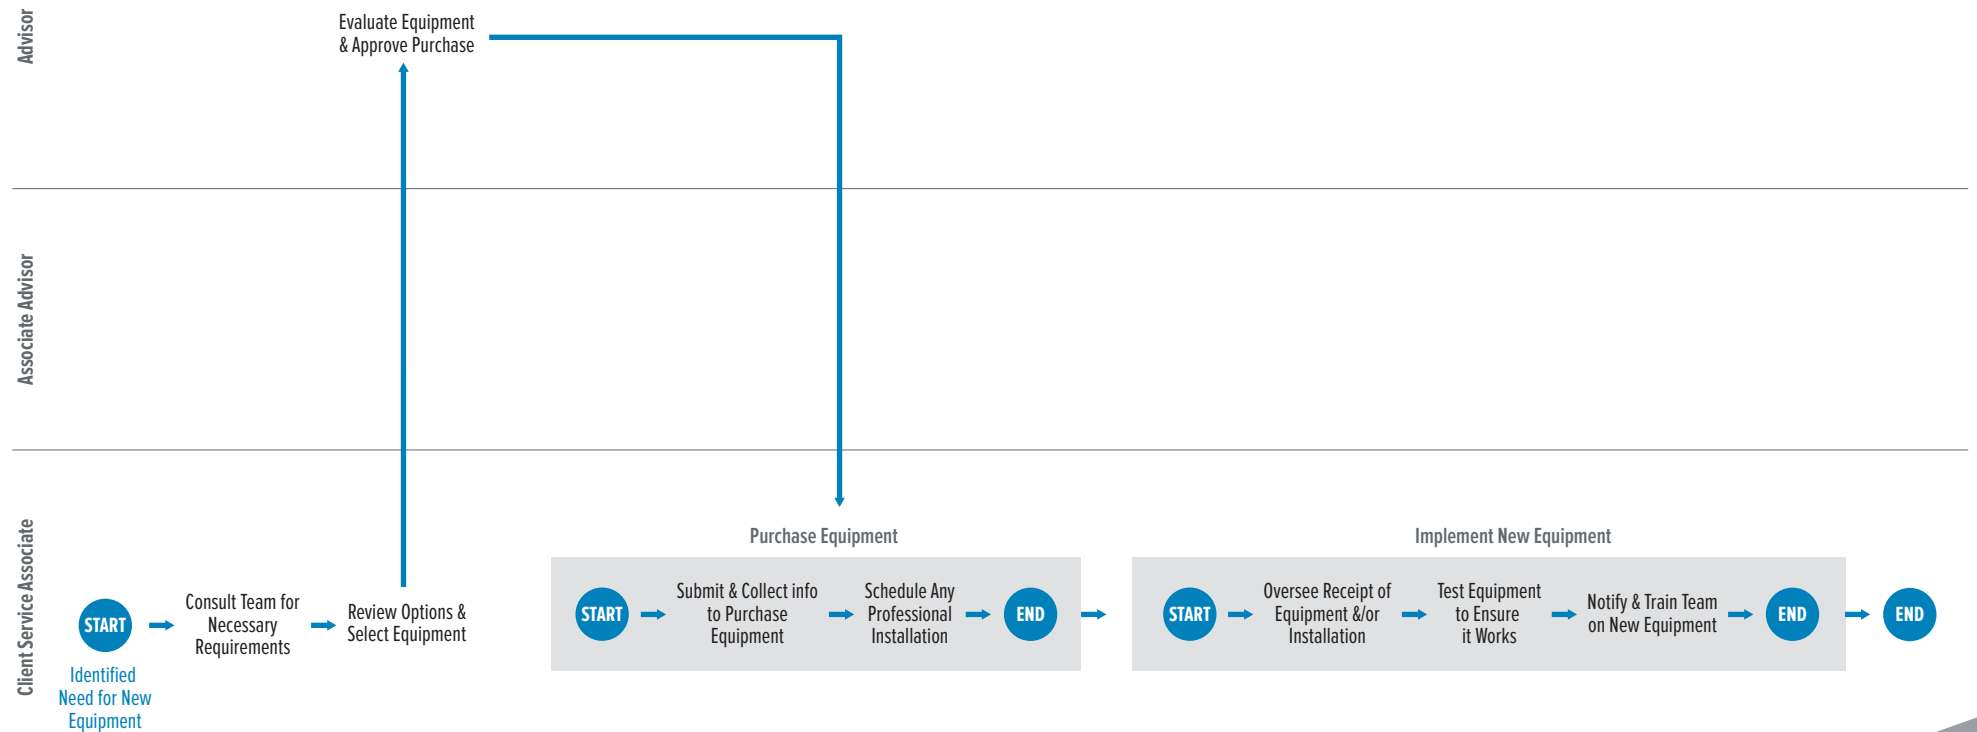 Advisor
Evaluate Equipment
& Approve Purchase
Associate Advisor
Client Service Associate
START
Identified
Need for New
Equipment
Consult Team for
Necessary
Requirements
Review Options &
Select Equipment
Purchase Equipment
START
Submit & Collect info
to Purchase
Equipment
Schedule Any
Professional
Installation
END
Implement New Equipment
START
Oversee Receipt of
Equipment &/or
Installation
Test Equipment
to Ensure
it Works
Notify & Train Team
on New Equipment
END
END